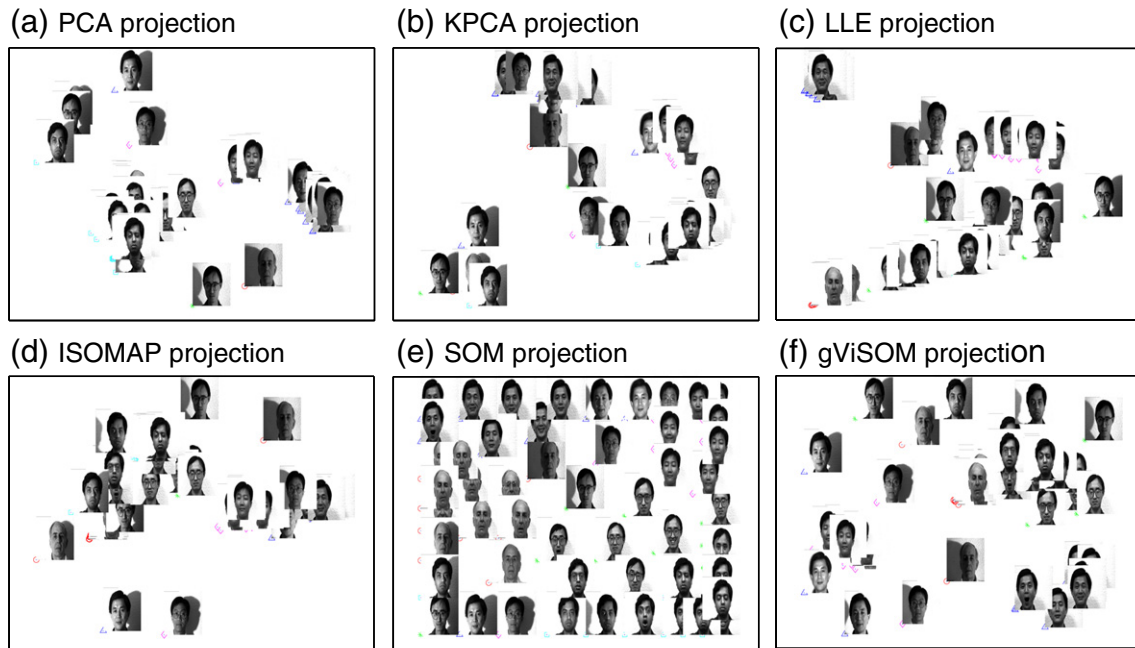 (a) PCA projection
(b) KPCA projection
(c) LLE projection
(d) ISOMAP projection
(e) SOM projection
(f) gViSOM projection